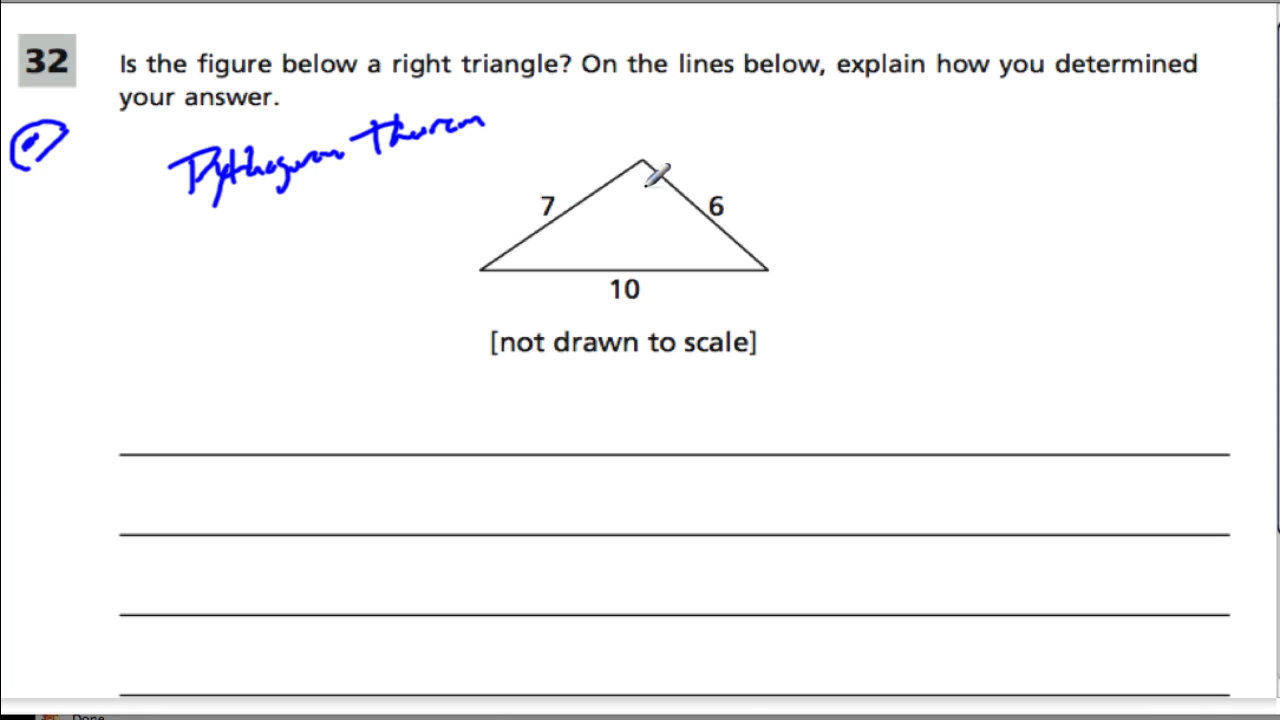 32 Is the figure below a right triangle? On the lines below, explain how you determined
your answer.
Pythagorean Theorem
7
6
10
[not drawn to scale]
Done